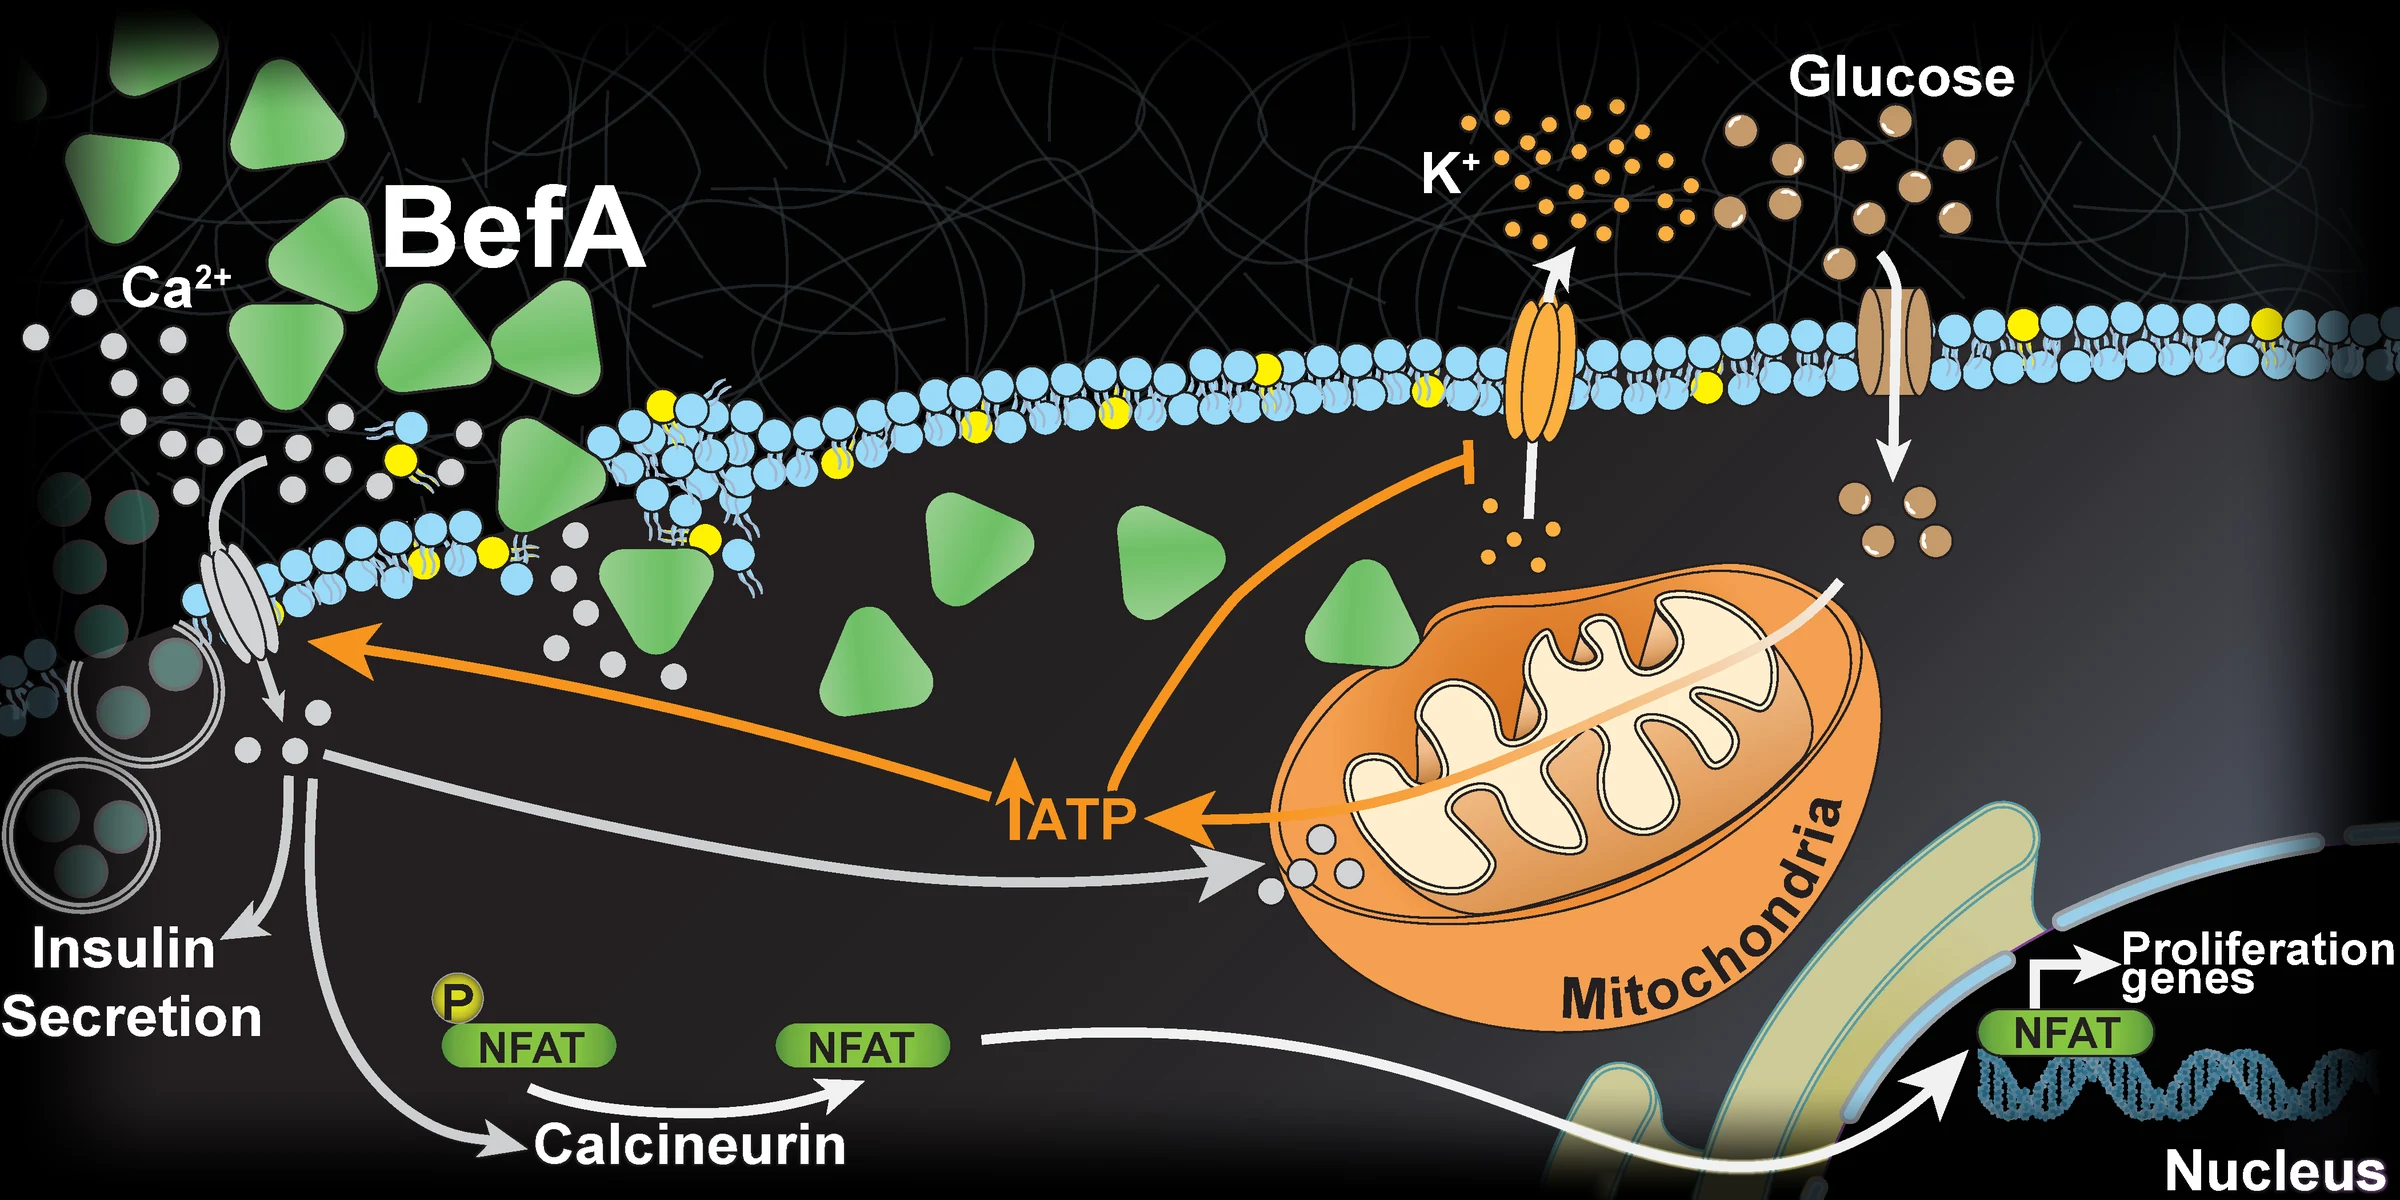 Glucose
K⁺
BefA
Ca²⁺
ATP
Mitochondria
Insulin
Secretion
P
NFAT
NFAT
Calcineurin
Proliferation
genes
NFAT
Nucleus